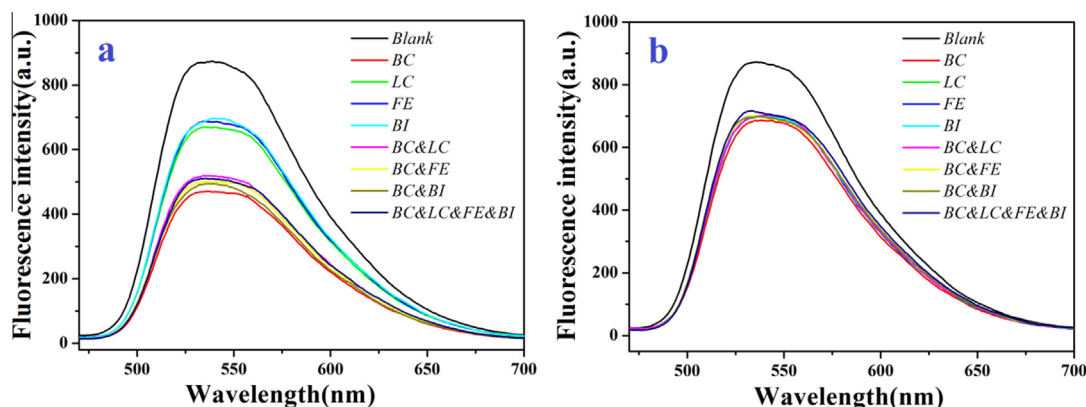 a
Fluorescence intensity(a.u.)
1000
800
600
400
200
0
500
550
600
650
700
Wavelength(nm)
Blank
BC
LC
FE
BI
BC&LC
BC&FE
BC&BI
BC&LC&FE&BI
b
Fluorescence intensity(a.u.)
1000
800
600
400
200
0
500
550
600
650
700
Wavelength(nm)
Blank
BC
LC
FE
BI
BC&LC
BC&FE
BC&BI
BC&LC&FE&BI